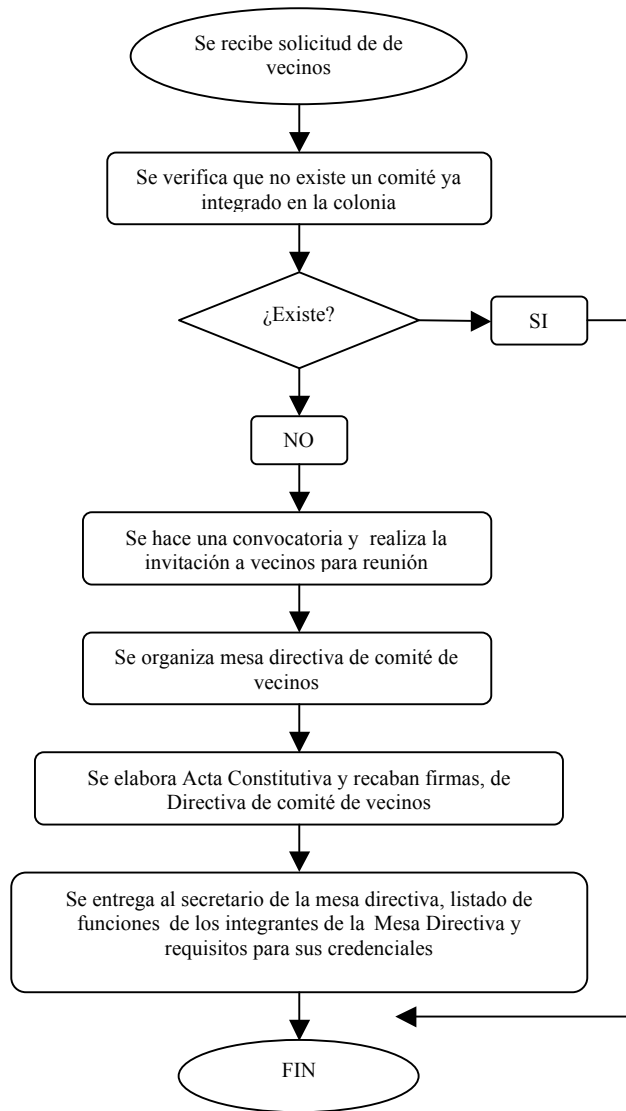 Se recibe solicitud de de
vecinos
Se verifica que no existe un comité ya
integrado en la colonia
¿Existe?
SI
NO
Se hace una convocatoria y realiza la
invitación a vecinos para reunión
Se organiza mesa directiva de comité de
vecinos
Se elabora Acta Constitutiva y recaban firmas, de
Directiva de comité de vecinos
Se entrega al secretario de la mesa directiva, listado de
funciones de los integrantes de la Mesa Directiva y
requisitos para sus credenciales
FIN